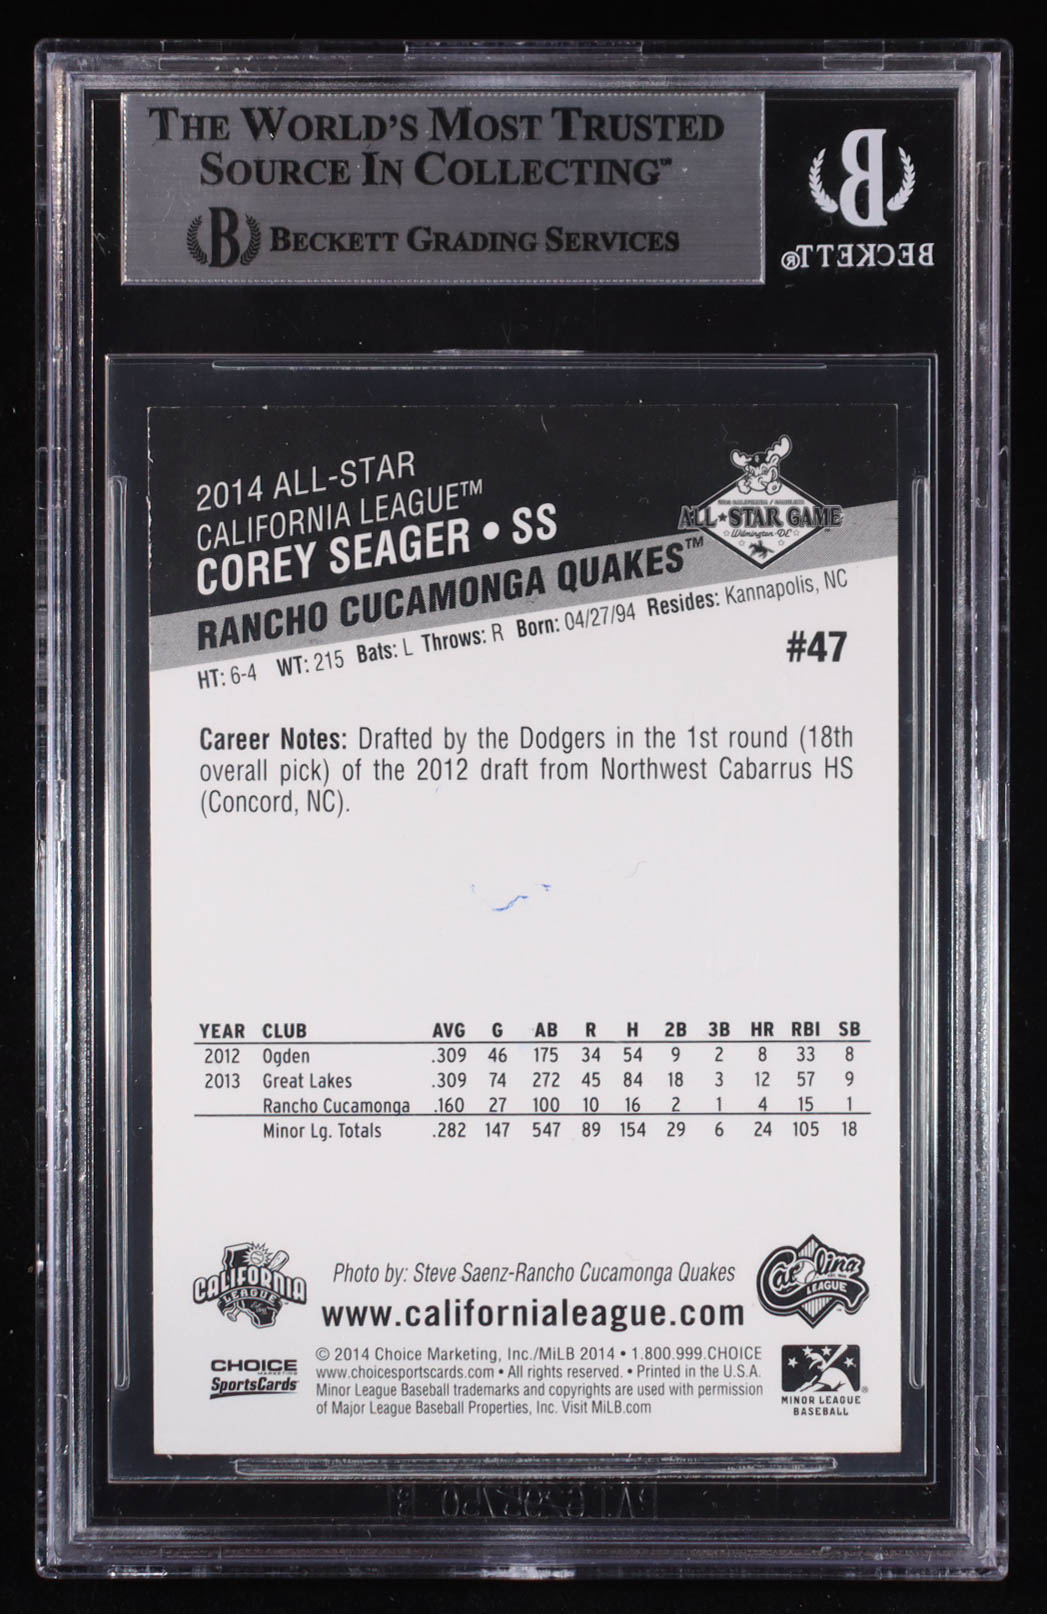 THE WORLD'S MOST TRUSTED
SOURCE IN COLLECTING™
B BECKETT GRADING SERVICES
B
BECKETT®
2014 ALL-STAR
CALIFORNIA LEAGUE™
COREY SEAGER • SS
RANCHO CUCAMONGA QUAKES™
ALL★STAR GAME
Wilmington·DE
HT: 6-4 WT: 215 Bats: L Throws: R Born: 04/27/94 Resides: Kannapolis, NC
#47
Career Notes: Drafted by the Dodgers in the 1st round (18th
overall pick) of the 2012 draft from Northwest Cabarrus HS
(Concord, NC).
YEAR CLUB AVG G AB R H 2B 3B HR RBI SB
2012 Ogden .309 46 175 34 54 9 2 8 33 8
2013 Great Lakes .309 74 272 45 84 18 3 12 57 9
Rancho Cucamonga .160 27 100 10 16 2 1 4 15 1
Minor Lg. Totals .282 147 547 89 154 29 6 24 105 18
CALIFORNIA
LEAGUE
Photo by: Steve Saenz-Rancho Cucamonga Quakes
www.californialeague.com
Carolina
LEAGUE
CHOICE
MARKETING
SportsCards
© 2014 Choice Marketing, Inc./MiLB 2014 • 1.800.999.CHOICE
www.choicesportscards.com • All rights reserved. • Printed in the U.S.A.
Minor League Baseball trademarks and copyrights are used with permission
of Major League Baseball Properties, Inc. Visit MiLB.com
MINOR LEAGUE
BASEBALL®